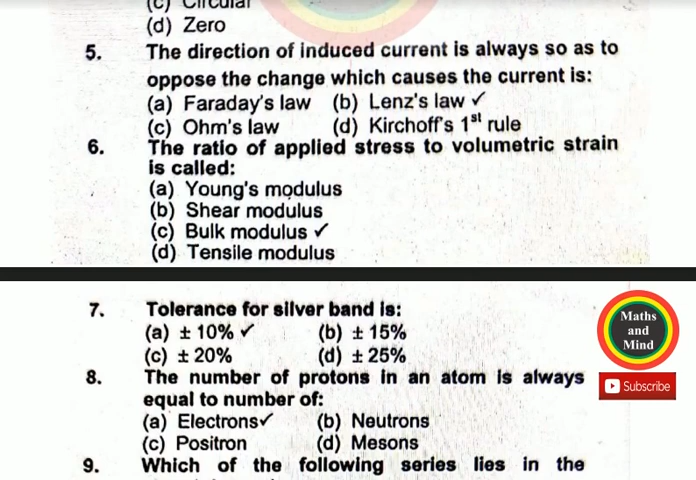 (c) Circular
(d) Zero
5. The direction of induced current is always so as to
oppose the change which causes the current is:
(a) Faraday's law (b) Lenz's law ✓
(c) Ohm's law (d) Kirchoff's 1st rule
6. The ratio of applied stress to volumetric strain
is called:
(a) Young's modulus
(b) Shear modulus
(c) Bulk modulus ✓
(d) Tensile modulus
7. Tolerance for silver band is:
(a) ± 10% ✓ (b) ± 15%
(c) ± 20% (d) ± 25%
8. The number of protons in an atom is always
equal to number of:
(a) Electrons✓ (b) Neutrons
(c) Positron (d) Mesons
9. Which of the following series lies in the
Maths
and
Mind
Subscribe